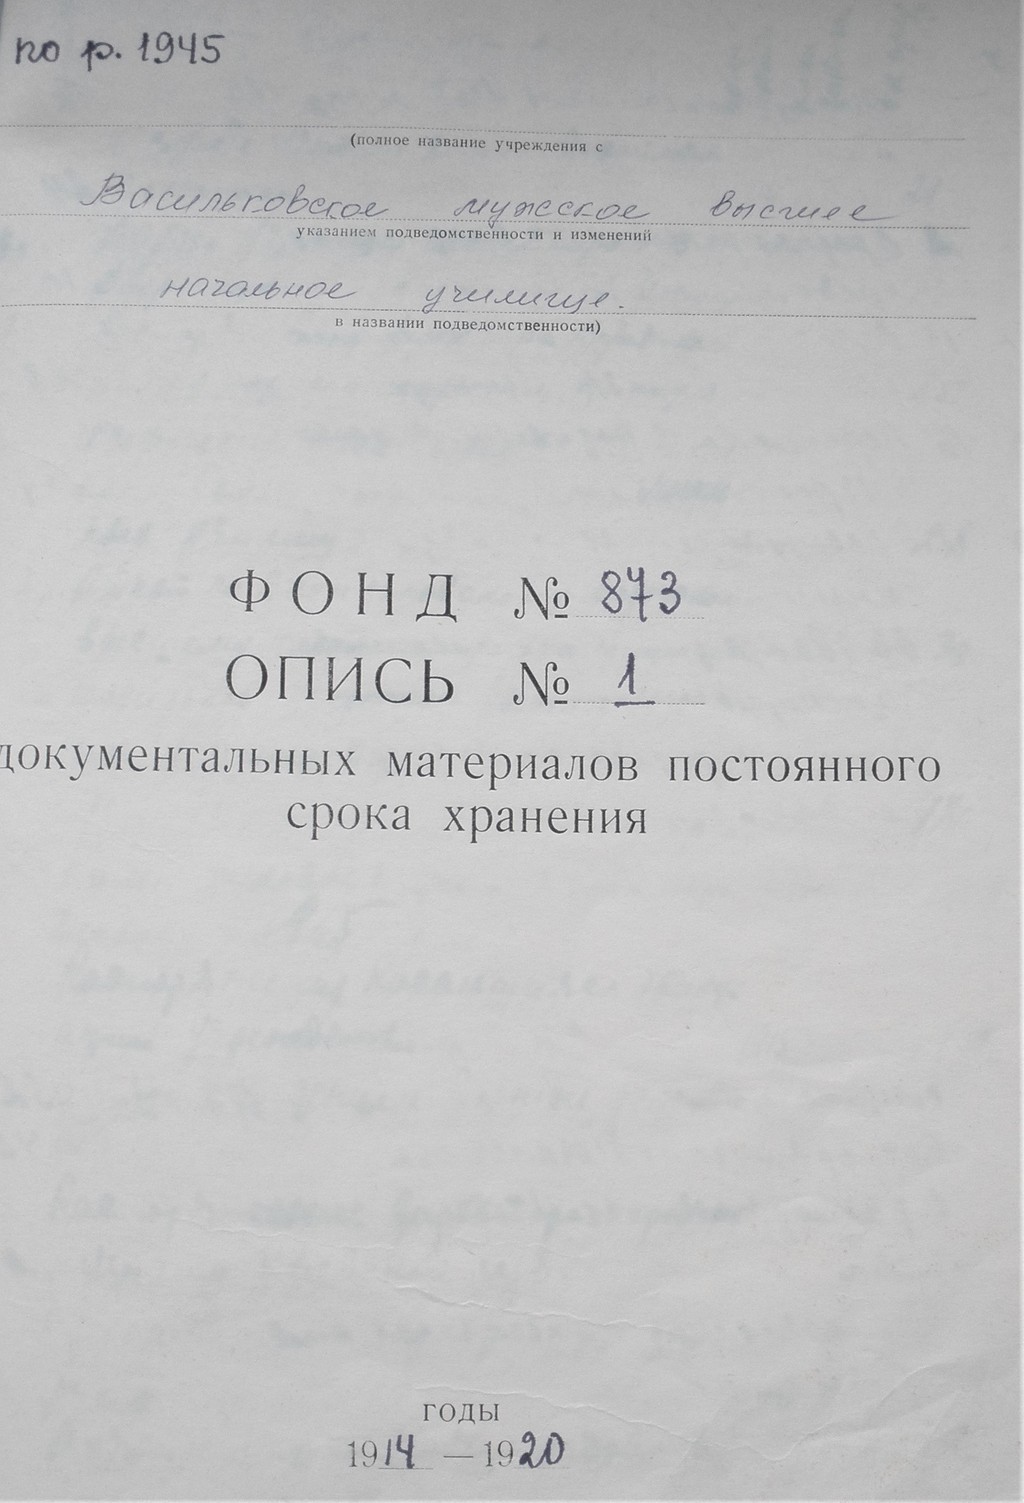 по р. 1945
(полное название учреждения с
Васильковское мужское высшее
указанием подведомственности и изменений
начальное училище.
в названии подведомственности)
ФОНД № 873
ОПИСЬ № 1
документальных материалов постоянного
срока хранения
ГОДЫ
1914 — 1920